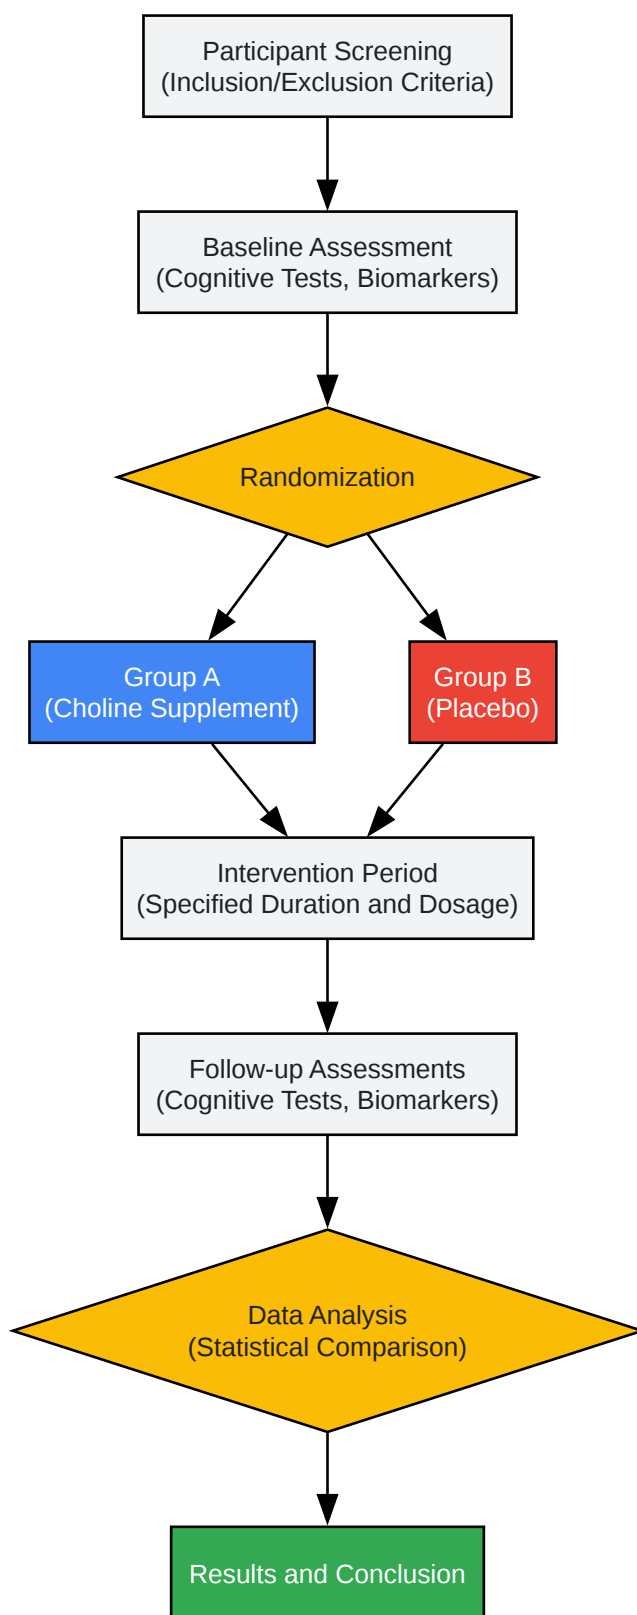 Participant Screening
(Inclusion/Exclusion Criteria)
Baseline Assessment
(Cognitive Tests, Biomarkers)
Randomization
Group A
(Choline Supplement)
Group B
(Placebo)
Intervention Period
(Specified Duration and Dosage)
Follow-up Assessments
(Cognitive Tests, Biomarkers)
Data Analysis
(Statistical Comparison)
Results and Conclusion